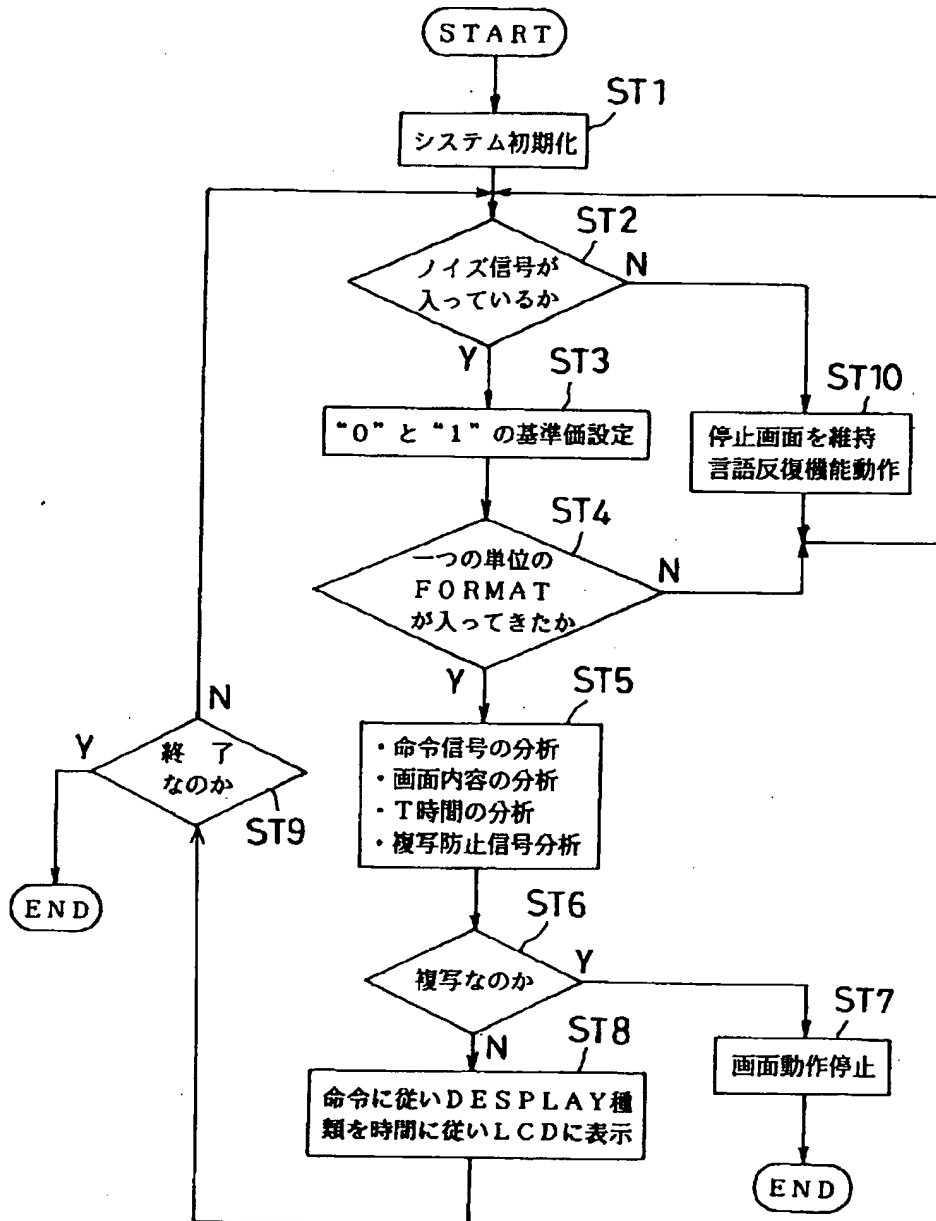 START
ST1
システム初期化
ST2
ノイズ信号が
入っているか
N
Y
ST3
“0”と“1”の基準価設定
ST10
停止画面を維持
言語反復機能動作
ST4
一つの単位の
FORMAT
が入ってきたか
N
Y
ST5
・命令信号の分析
・画面内容の分析
・T時間の分析
・複写防止信号分析
N
Y
終了
なのか
ST9
END
ST6
複写なのか
Y
N
ST7
画面動作停止
ST8
命令に従いDESPLAY種
類を時間に従いLCDに表示
END